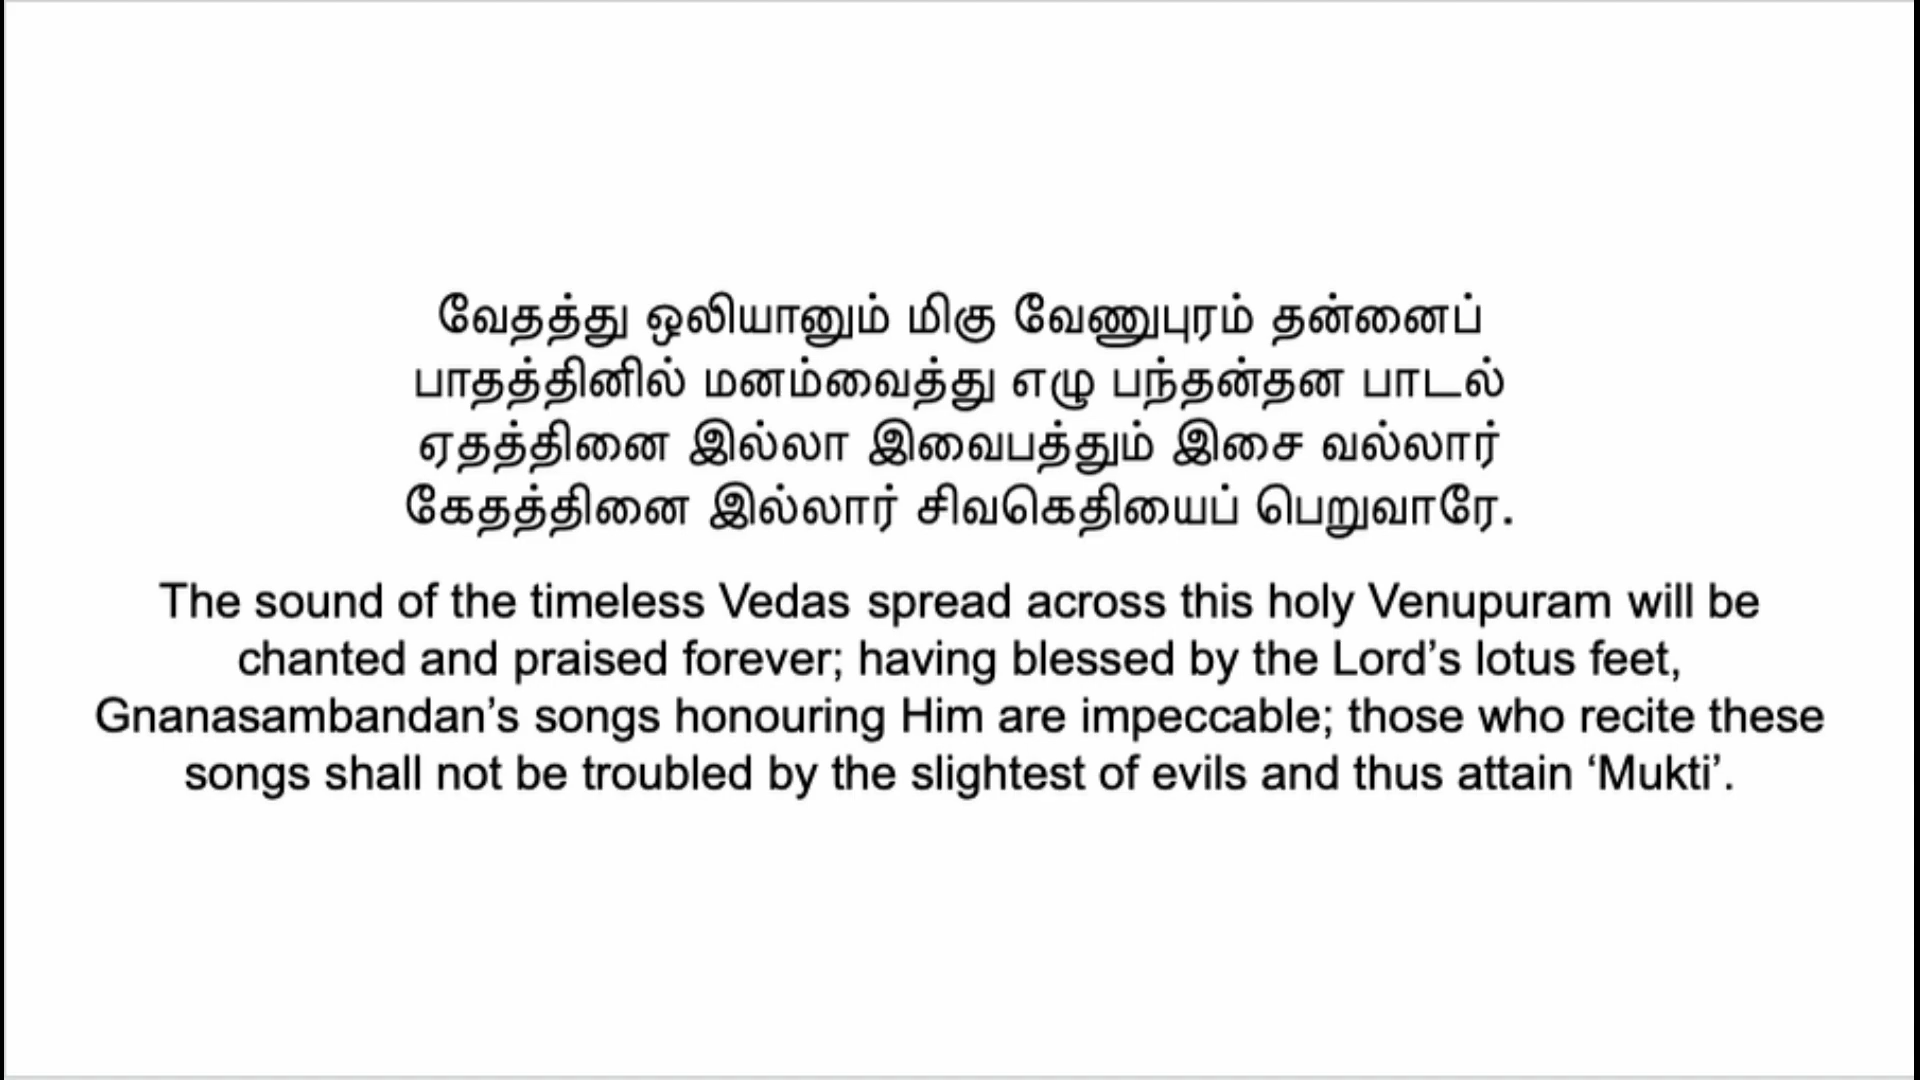 வேதத்து ஒலியானும் மிகு வேணுபுரம் தன்னைப்
பாதத்தினில் மனம்வைத்து எழு பந்தன்தன பாடல்
ஏதத்தினை இல்லா இவைபத்தும் இசை வல்லார்
கேதத்தினை இல்லார் சிவகெதியைப் பெறுவாரே.
The sound of the timeless Vedas spread across this holy Venupuram will be
chanted and praised forever; having blessed by the Lord’s lotus feet,
Gnanasambandan’s songs honouring Him are impeccable; those who recite these
songs shall not be troubled by the slightest of evils and thus attain ‘Mukti’.